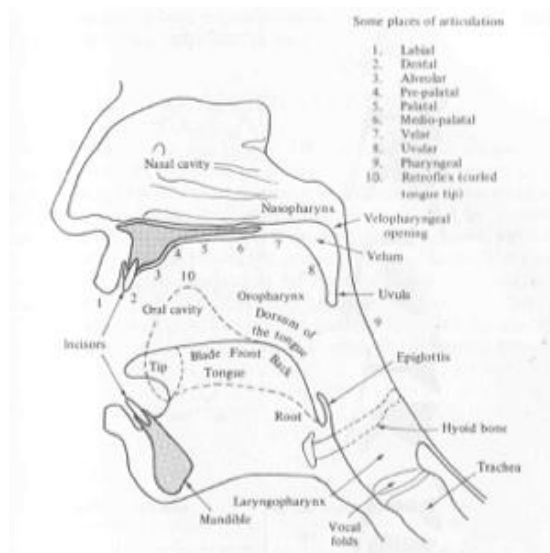 Some places of articulation
1. Labial
2. Dental
3. Alveolar
4. Pre-palatal
5. Palatal
6. Medio-palatal
7. Velar
8. Uvular
9. Pharyngeal
10. Retroflex (curled
tongue tip)
Nasal cavity
Nasopharynx
Velopharyngeal
opening
Velum
Uvula
1
2
3
4
5
6
7
8
9
10
Oral cavity
Oropharynx
Dorsum of
the tongue
Incisors
Tip
Blade Front Back
Tongue
Root
Epiglottis
Hyoid bone
Trachea
Laryngopharynx
Mandible
Vocal
folds